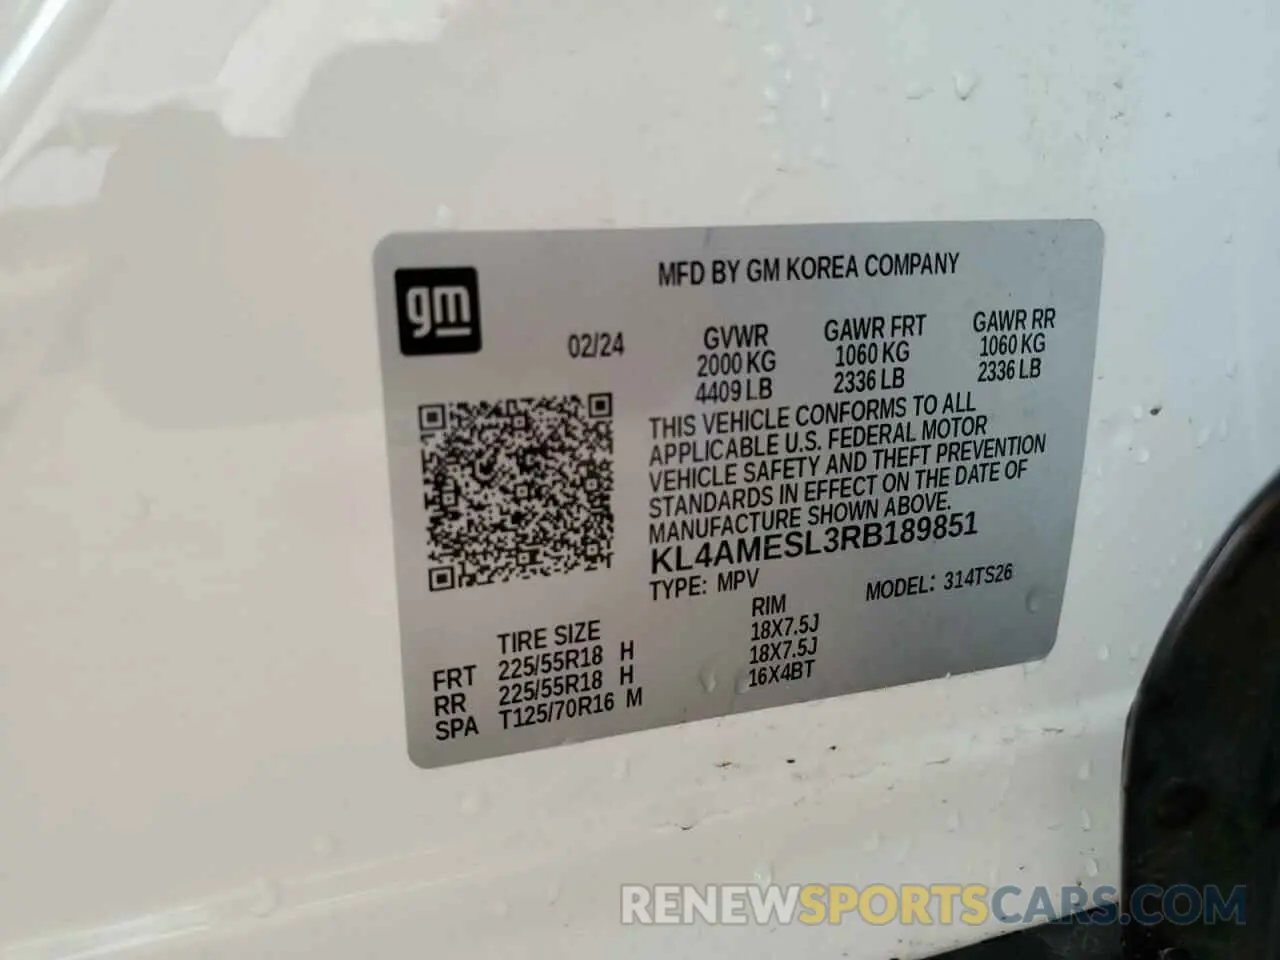 gm
MFD BY GM KOREA COMPANY
02/24
GVWR GAWR FRT GAWR RR
2000 KG 1060 KG 1060 KG
4409 LB 2336 LB 2336 LB
THIS VEHICLE CONFORMS TO ALL
APPLICABLE U.S. FEDERAL MOTOR
VEHICLE SAFETY AND THEFT PREVENTION
STANDARDS IN EFFECT ON THE DATE OF
MANUFACTURE SHOWN ABOVE.
KL4AMESL3RB189851
TYPE: MPV MODEL: 314TS26
TIRE SIZE RIM
FRT 225/55R18 H 18X7.5J
RR 225/55R18 H 18X7.5J
SPA T125/70R16 M 16X4BT
RENEWSPORTSCARS.COM